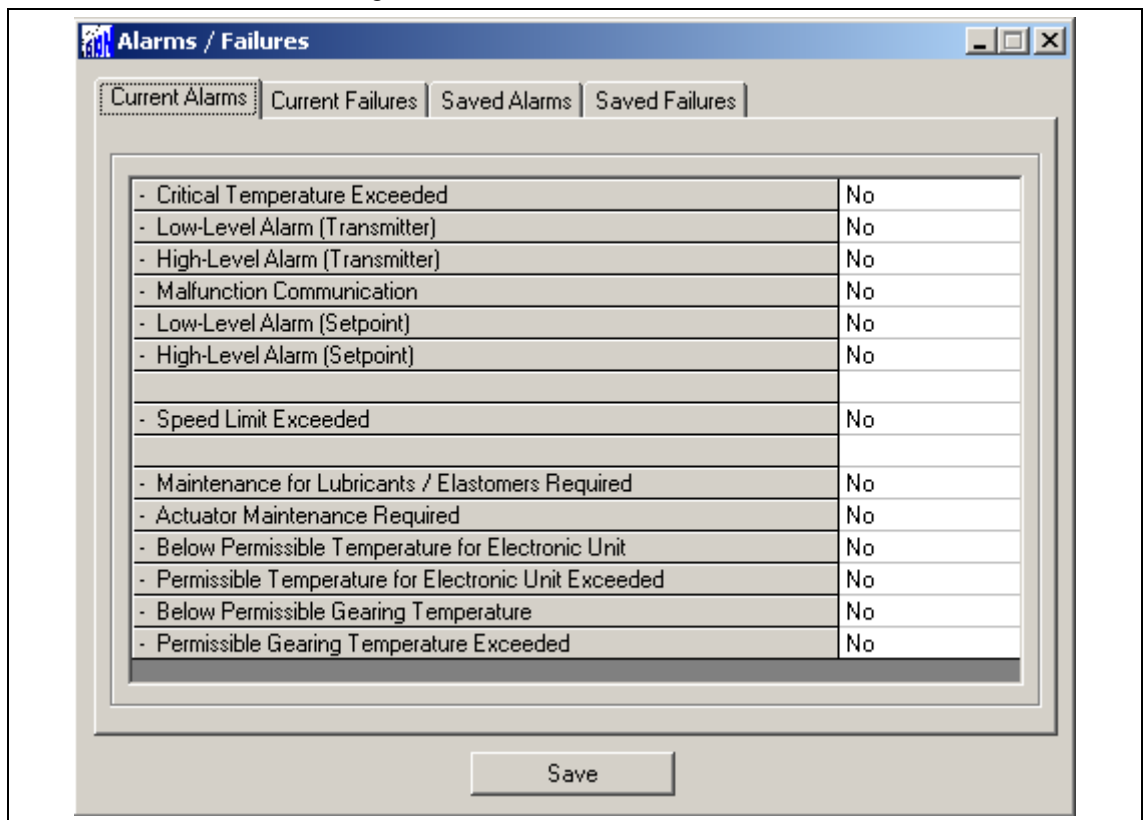 Alarms / Failures
Current Alarms Current Failures Saved Alarms Saved Failures
- Critical Temperature Exceeded No
- Low-Level Alarm (Transmitter) No
- High-Level Alarm (Transmitter) No
- Malfunction Communication No
- Low-Level Alarm (Setpoint) No
- High-Level Alarm (Setpoint) No
- Speed Limit Exceeded No
- Maintenance for Lubricants / Elastomers Required No
- Actuator Maintenance Required No
- Below Permissible Temperature for Electronic Unit No
- Permissible Temperature for Electronic Unit Exceeded No
- Below Permissible Gearing Temperature No
- Permissible Gearing Temperature Exceeded No
Save